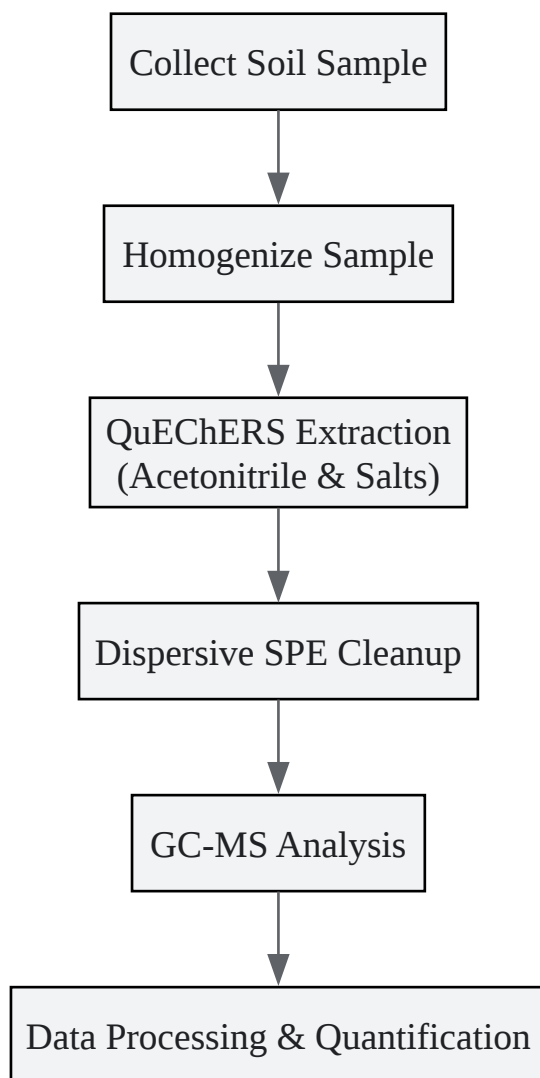 Collect Soil Sample
Homogenize Sample
QuEChERS Extraction
(Acetonitrile & Salts)
Dispersive SPE Cleanup
GC-MS Analysis
Data Processing & Quantification